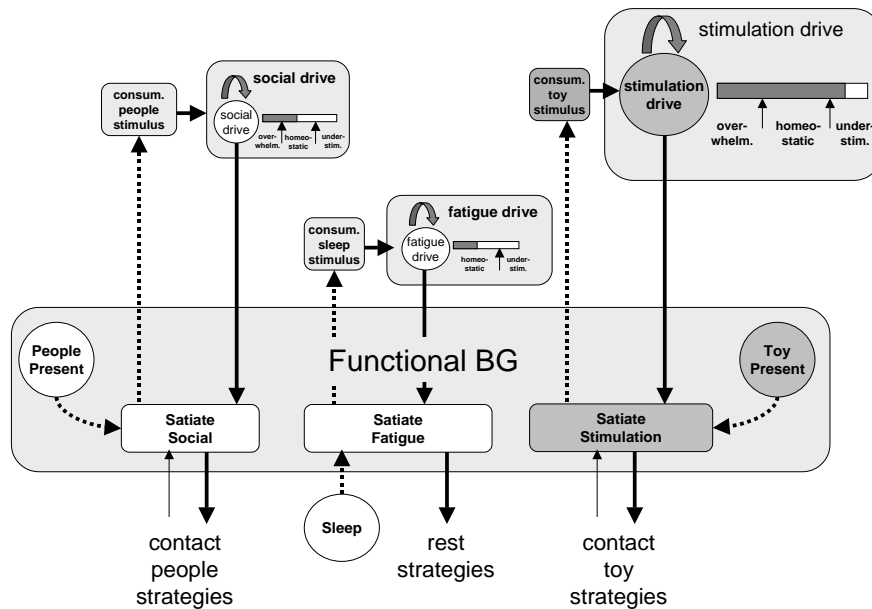 stimulation drive
social drive
consum.
people
stimulus
social
drive
over-
whelm.
homeo-
static
under-
stim.
consum.
toy
stimulus
stimulation
drive
over-
whelm.
homeo-
static
under-
stim.
fatigue drive
consum.
sleep
stimulus
fatigue
drive
homeo-
static
under-
stim.
People
Present
Functional BG
Toy
Present
Satiate
Social
Satiate
Fatigue
Satiate
Stimulation
Sleep
contact
people
strategies
rest
strategies
contact
toy
strategies